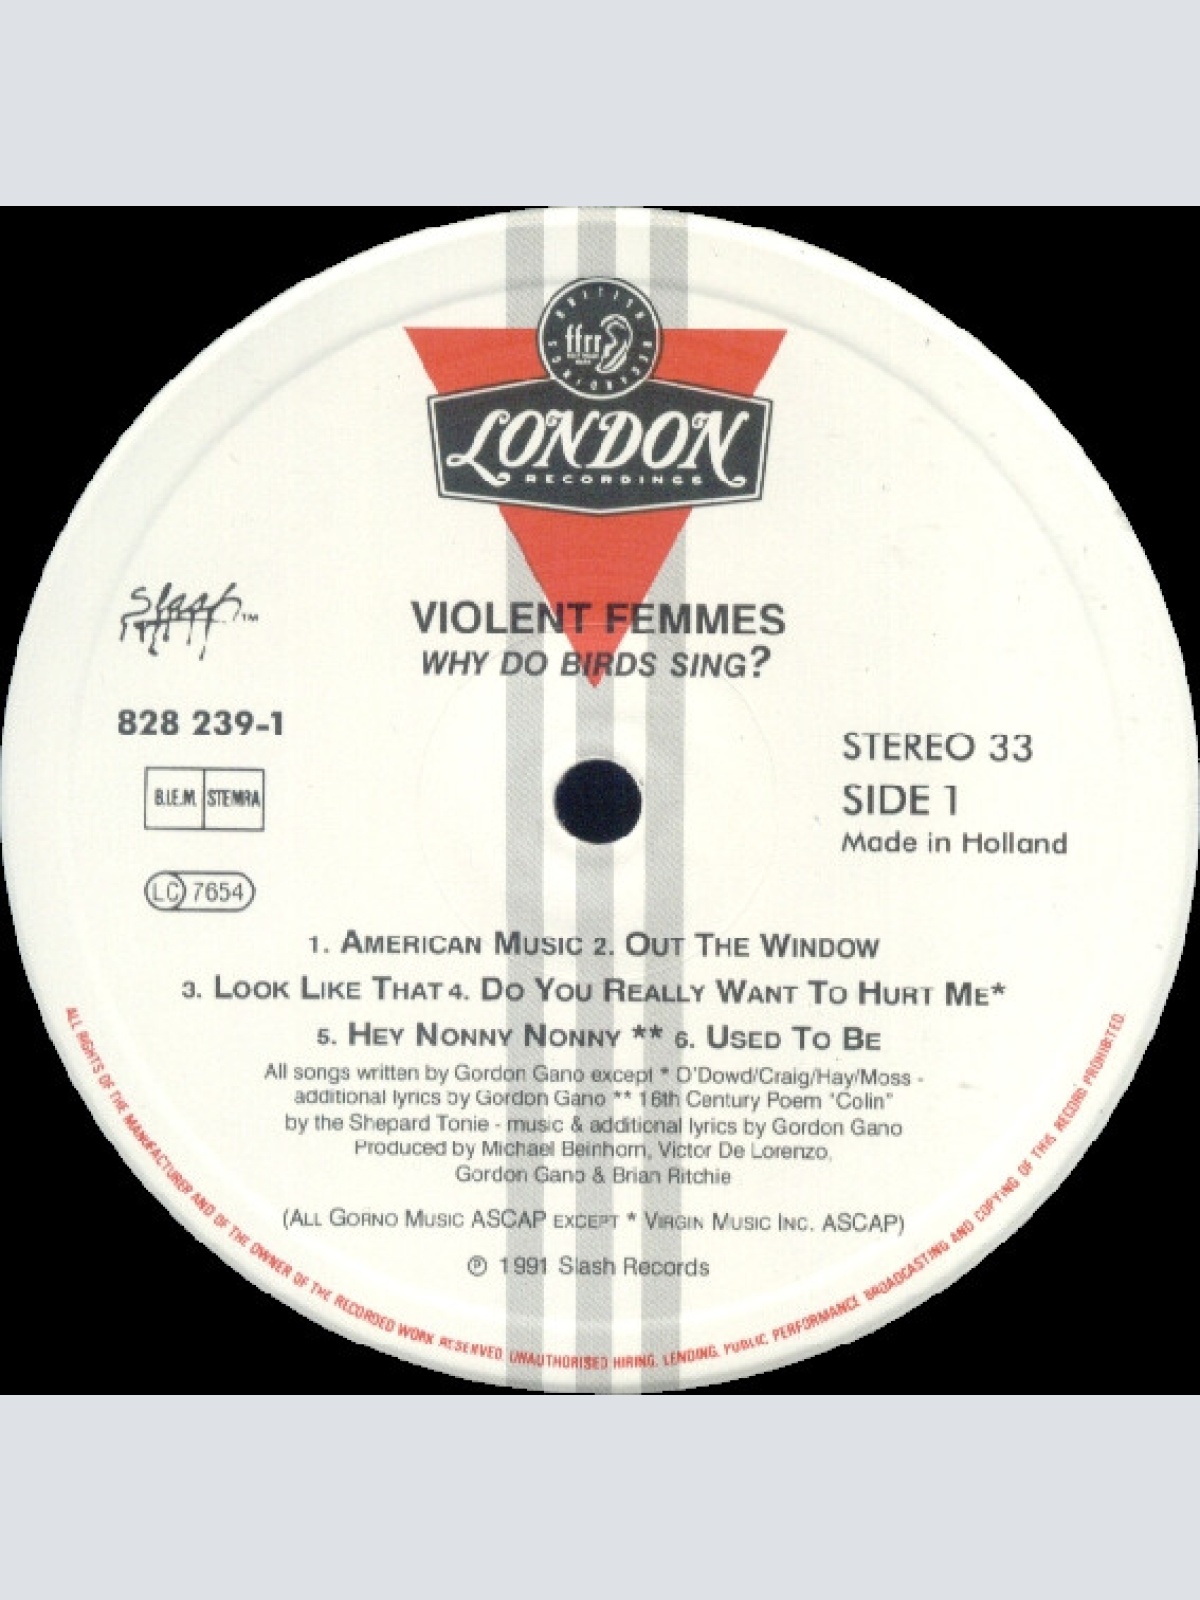 BRITISH RECORDINGS
ffrr
LONDON
RECORDINGS
Slash™
VIOLENT FEMMES
WHY DO BIRDS SING?
828 239-1
B.I.E.M. STEMRA
LC 7654
STEREO 33
SIDE 1
Made in Holland
1. AMERICAN MUSIC 2. OUT THE WINDOW
3. LOOK LIKE THAT 4. DO YOU REALLY WANT TO HURT ME*
5. HEY NONNY NONNY ** 6. USED TO BE
All songs written by Gordon Gano except * O'Dowd/Craig/Hay/Moss -
additional lyrics by Gordon Gano ** 16th Century Poem "Colin"
by the Shepard Tonie - music & additional lyrics by Gordon Gano
Produced by Michael Beinhorn, Victor De Lorenzo,
Gordon Gano & Brian Ritchie
(ALL GORNO MUSIC ASCAP EXCEPT * VIRGIN MUSIC INC. ASCAP)
℗ 1991 Slash Records
ALL RIGHTS OF THE MANUFACTURER AND OF THE OWNER OF THE RECORDED WORK RESERVED. UNAUTHORISED HIRING, LENDING, PUBLIC PERFORMANCE BROADCASTING AND COPYING OF THIS RECORD PROHIBITED.